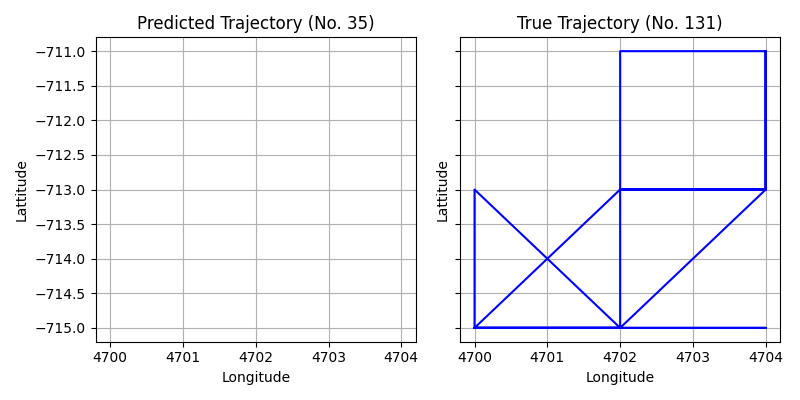 Predicted Trajectory (No. 35)
True Trajectory (No. 131)
−711.0
−711.5
−712.0
−712.5
−713.0
−713.5
−714.0
−714.5
−715.0
Lattitude
Lattitude
4700 4701 4702 4703 4704
4700 4701 4702 4703 4704
Longitude
Longitude